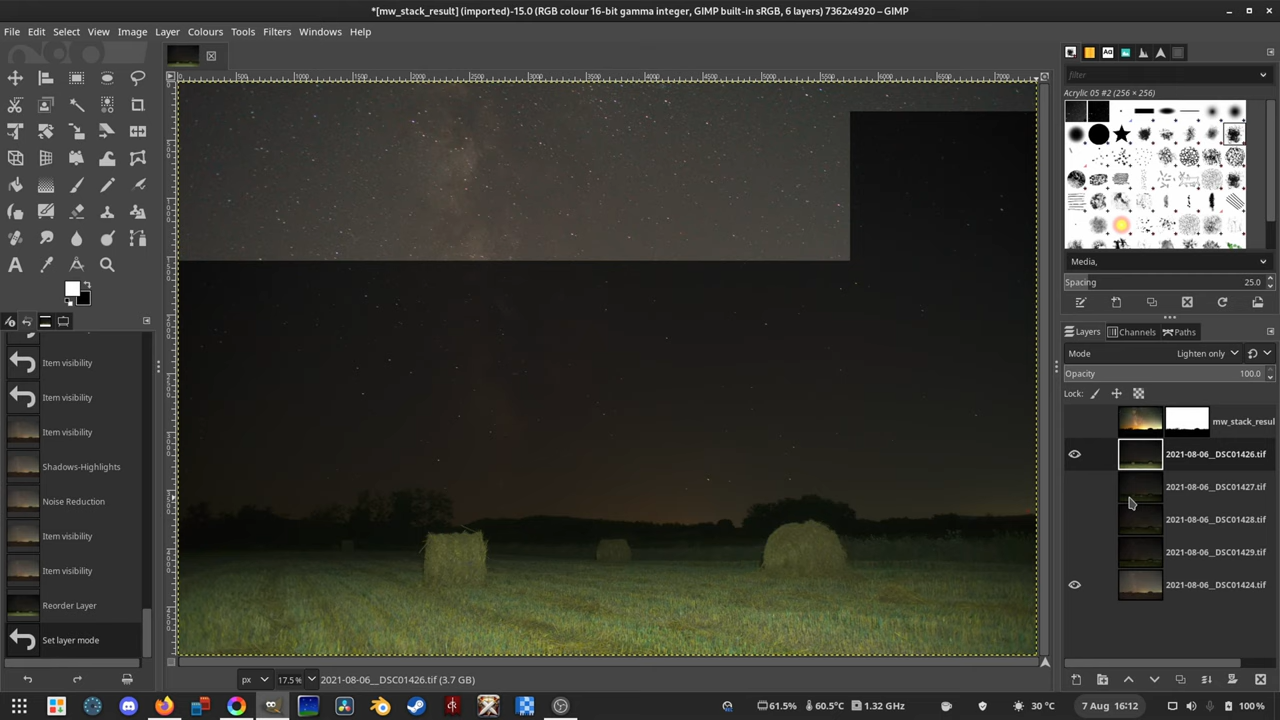 *[mw_stack_result] (imported)-15.0 (RGB colour 16-bit gamma integer, GIMP built-in sRGB, 6 layers) 7362x4920 – GIMP
File Edit Select View Image Layer Colours Tools Filters Windows Help
filter
Acrylic 05 #2 (256 × 256)
Media,
Spacing 25.0
Layers Channels Paths
Mode Lighten only
Opacity 100.0
Lock:
mw_stack_resul
2021-08-06__DSC01426.tif
2021-08-06__DSC01427.tif
2021-08-06__DSC01428.tif
2021-08-06__DSC01429.tif
2021-08-06__DSC01424.tif
Item visibility
Item visibility
Item visibility
Shadows-Highlights
Noise Reduction
Item visibility
Item visibility
Reorder Layer
Set layer mode
px 17.5 % 2021-08-06__DSC01426.tif (3.7 GB)
61.5% 60.5°C 1.32 GHz 30 °C 7 Aug 16:12 100 %